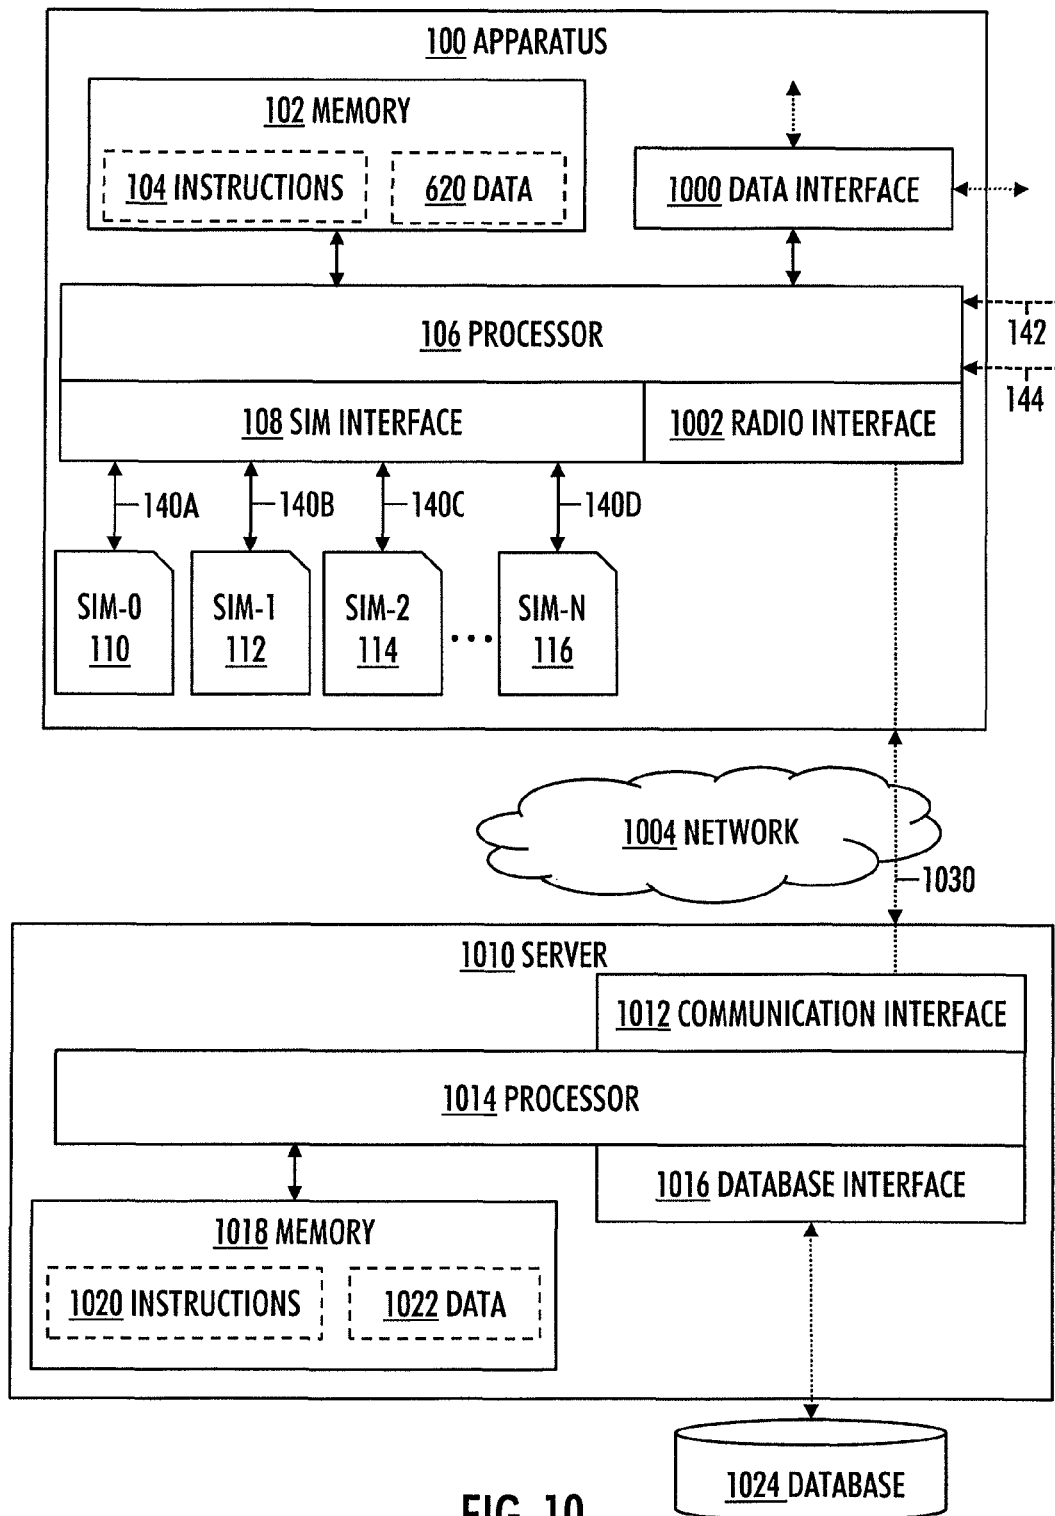 100 APPARATUS
102 MEMORY
104 INSTRUCTIONS
620 DATA
1000 DATA INTERFACE
106 PROCESSOR
142
144
108 SIM INTERFACE
1002 RADIO INTERFACE
140A
140B
140C
140D
SIM-0
110
SIM-1
112
SIM-2
114
...
SIM-N
116
1004 NETWORK
1030
1010 SERVER
1012 COMMUNICATION INTERFACE
1014 PROCESSOR
1016 DATABASE INTERFACE
1018 MEMORY
1020 INSTRUCTIONS
1022 DATA
1024 DATABASE
FIG. 10